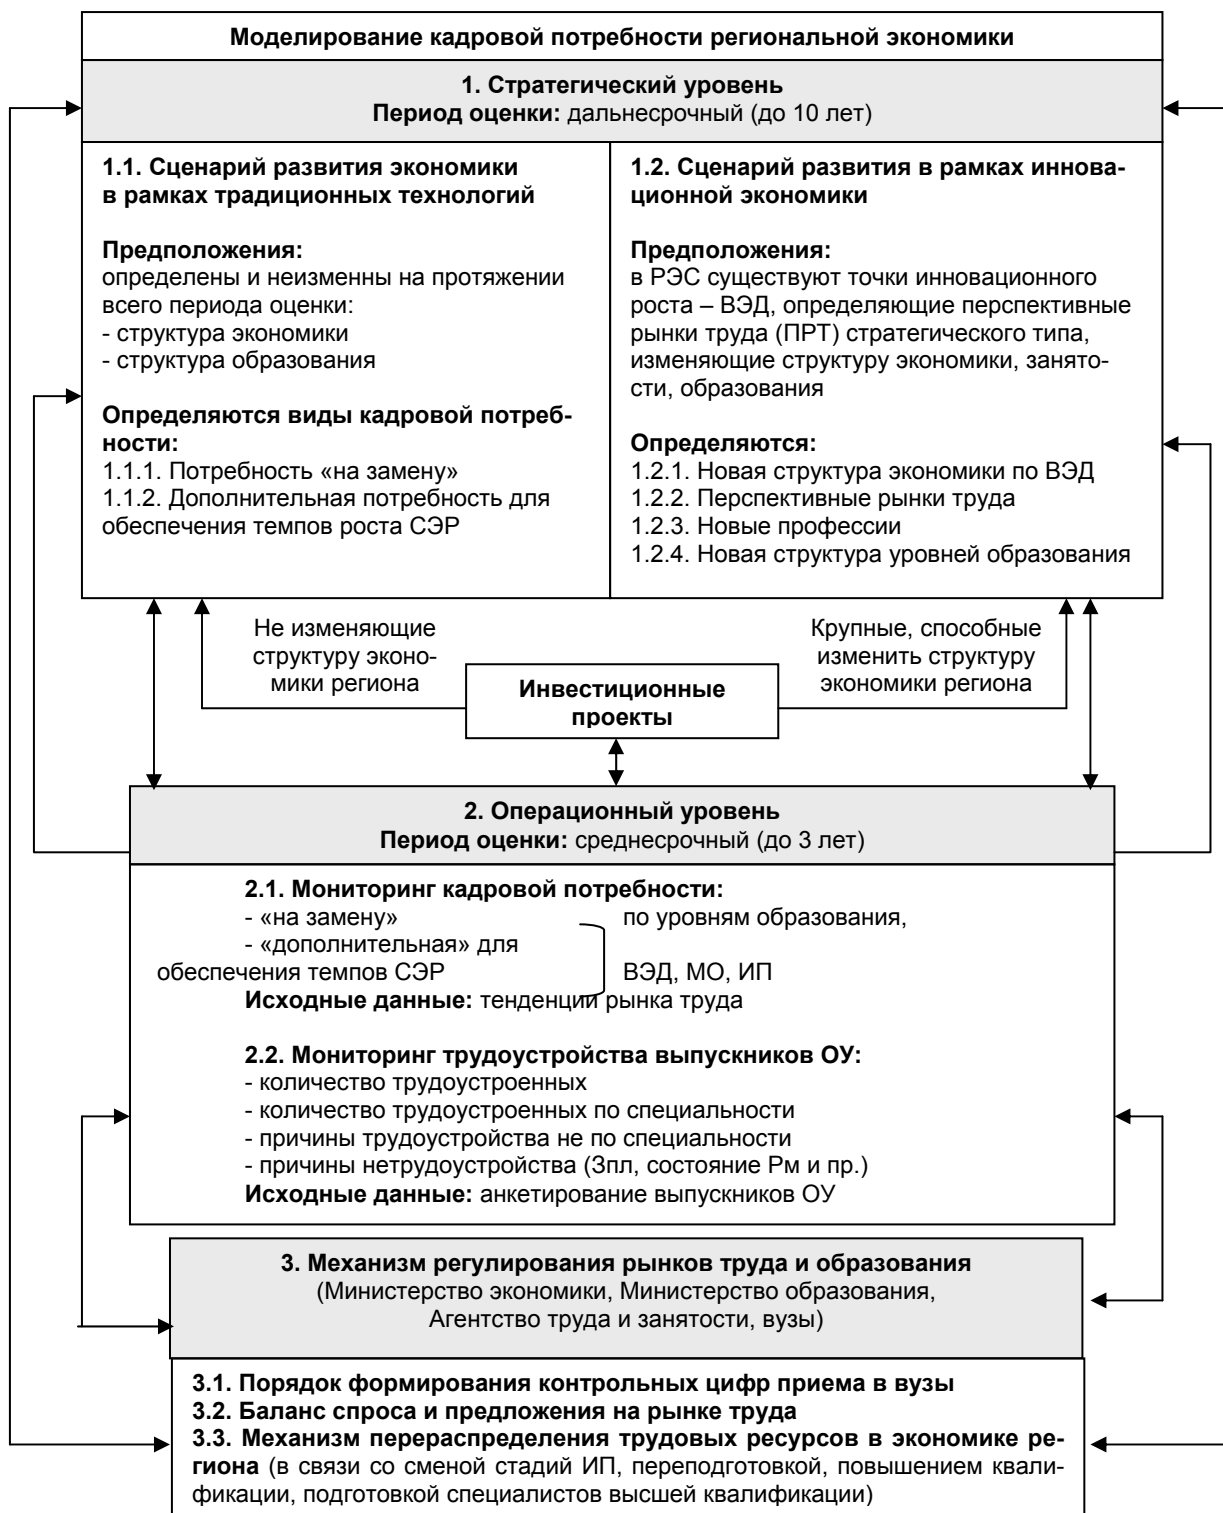 Моделирование кадровой потребности региональной экономики
1. Стратегический уровень
Период оценки: дальнесрочный (до 10 лет)
1.1. Сценарий развития экономики
в рамках традиционных технологий
Предположения:
определены и неизменны на протяжении
всего периода оценки:
- структура экономики
- структура образования
Определяются виды кадровой потреб-
ности:
1.1.1. Потребность «на замену»
1.1.2. Дополнительная потребность для
обеспечения темпов роста СЭР
1.2. Сценарий развития в рамках иннова-
ционной экономики
Предположения:
в РЭС существуют точки инновационного
роста – ВЭД, определяющие перспективные
рынки труда (ПРТ) стратегического типа,
изменяющие структуру экономики, занято-
сти, образования
Определяются:
1.2.1. Новая структура экономики по ВЭД
1.2.2. Перспективные рынки труда
1.2.3. Новые профессии
1.2.4. Новая структура уровней образования
Не изменяющие
структуру эконо-
мики региона
Инвестиционные
проекты
Крупные, способные
изменить структуру
экономики региона
2. Операционный уровень
Период оценки: среднесрочный (до 3 лет)
2.1. Мониторинг кадровой потребности:
- «на замену» по уровням образования,
- «дополнительная» для
обеспечения темпов СЭР ВЭД, МО, ИП
Исходные данные: тенденции рынка труда
2.2. Мониторинг трудоустройства выпускников ОУ:
- количество трудоустроенных
- количество трудоустроенных по специальности
- причины трудоустройства не по специальности
- причины нетрудоустройства (Зпл, состояние Рм и пр.)
Исходные данные: анкетирование выпускников ОУ
3. Механизм регулирования рынков труда и образования
(Министерство экономики, Министерство образования,
Агентство труда и занятости, вузы)
3.1. Порядок формирования контрольных цифр приема в вузы
3.2. Баланс спроса и предложения на рынке труда
3.3. Механизм перераспределения трудовых ресурсов в экономике ре-
гиона (в связи со сменой стадий ИП, переподготовкой, повышением квали-
фикации, подготовкой специалистов высшей квалификации)